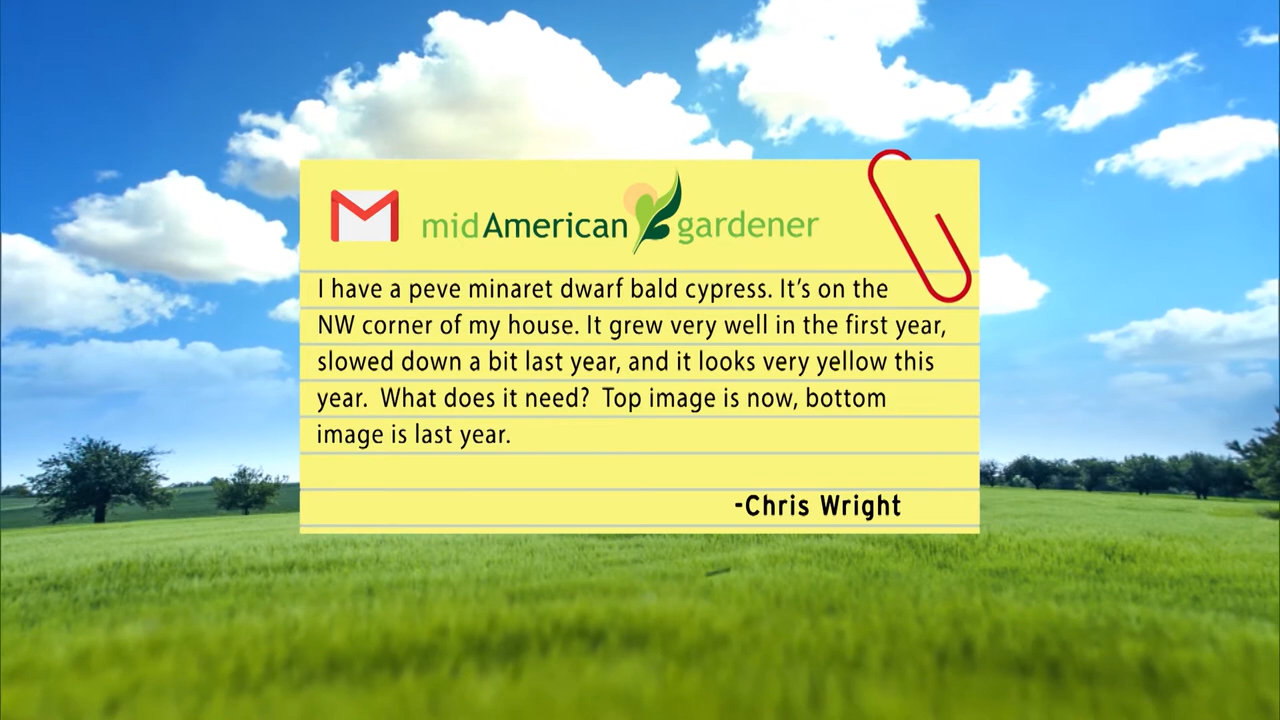 midAmerican gardener
I have a peve minaret dwarf bald cypress. It’s on the
NW corner of my house. It grew very well in the first year,
slowed down a bit last year, and it looks very yellow this
year.  What does it need?  Top image is now, bottom
image is last year.
-Chris Wright